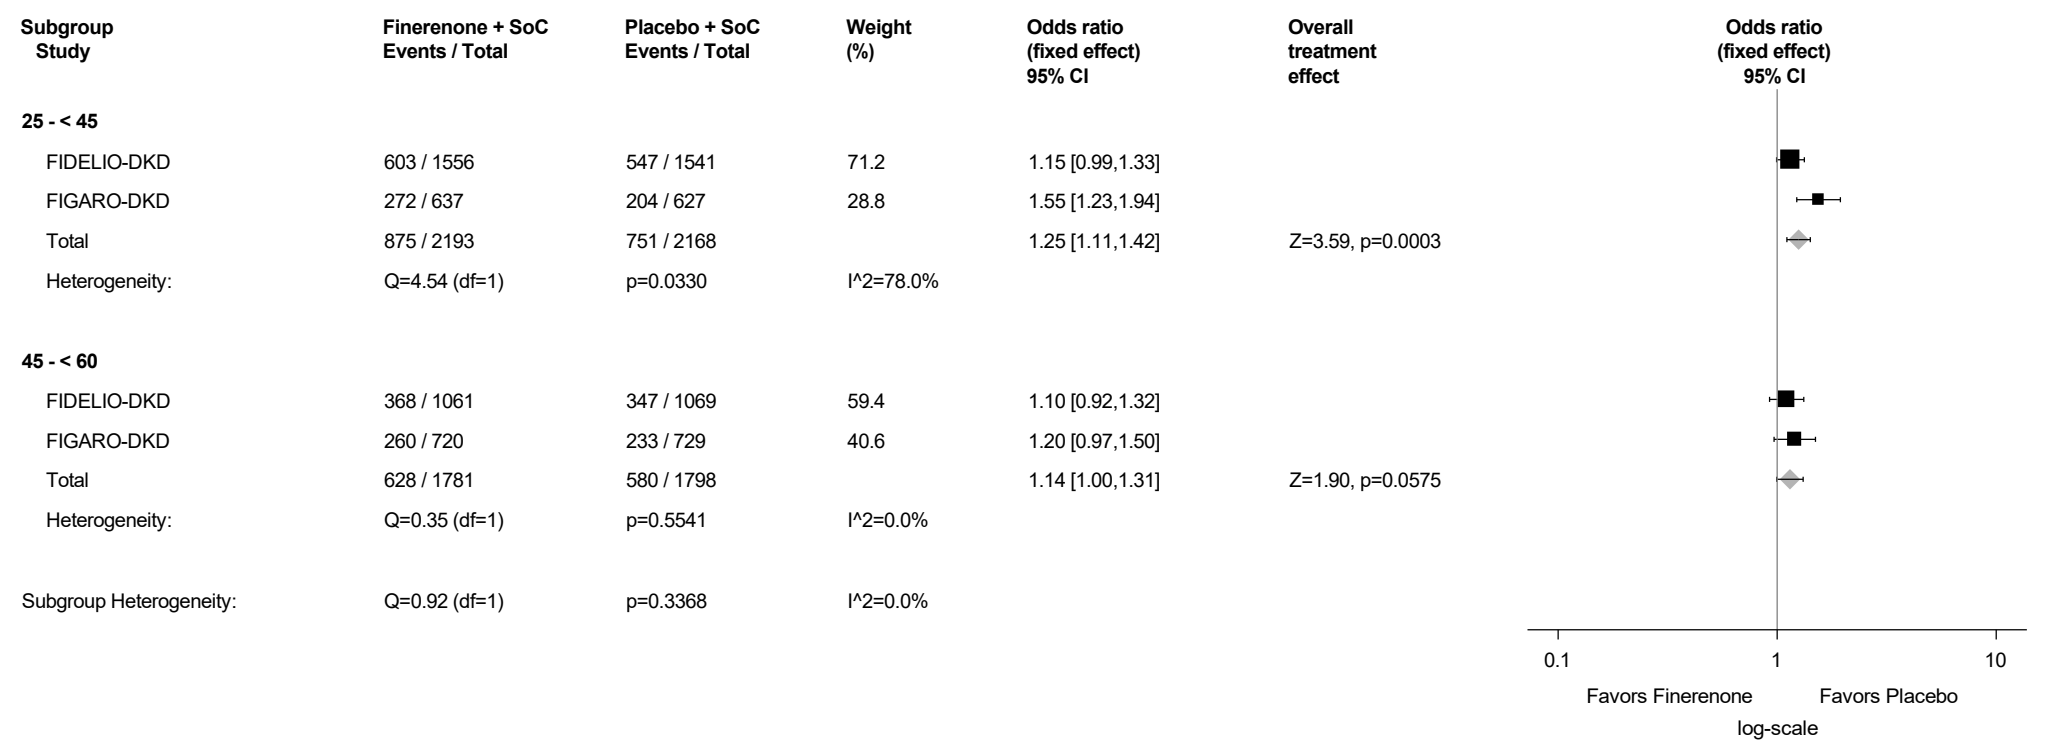 Subgroup Finerenone + SoC Placebo + SoC Weight Odds ratio Overall Odds ratio
Study Events / Total Events / Total (%) (fixed effect) treatment (fixed effect)
95% CI effect 95% CI
25 - < 45
FIDELIO-DKD 603 / 1556 547 / 1541 71.2 1.15 [0.99,1.33]
FIGARO-DKD 272 / 637 204 / 627 28.8 1.55 [1.23,1.94]
Total 875 / 2193 751 / 2168 1.25 [1.11,1.42] Z=3.59, p=0.0003
Heterogeneity: Q=4.54 (df=1) p=0.0330 I^2=78.0%
45 - < 60
FIDELIO-DKD 368 / 1061 347 / 1069 59.4 1.10 [0.92,1.32]
FIGARO-DKD 260 / 720 233 / 729 40.6 1.20 [0.97,1.50]
Total 628 / 1781 580 / 1798 1.14 [1.00,1.31] Z=1.90, p=0.0575
Heterogeneity: Q=0.35 (df=1) p=0.5541 I^2=0.0%
Subgroup Heterogeneity: Q=0.92 (df=1) p=0.3368 I^2=0.0%
0.1 1 10
Favors Finerenone Favors Placebo
log-scale